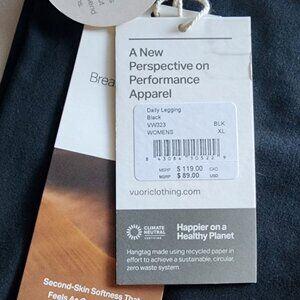 A New
Perspective on
Performance
Apparel
Daily Legging
Black
VW323 BLK
WOMENS XL
MSRP $ 119.00 CAD
MSRP $ 89.00 USD
vuoriclothing.com
CLIMATE
NEUTRAL
CERTIFIED
Happier on a
Healthy Planet
Hangtag made using recycled paper in
effort to achieve a sustainable, circular,
zero waste system.
Brea
Second-Skin Softness That